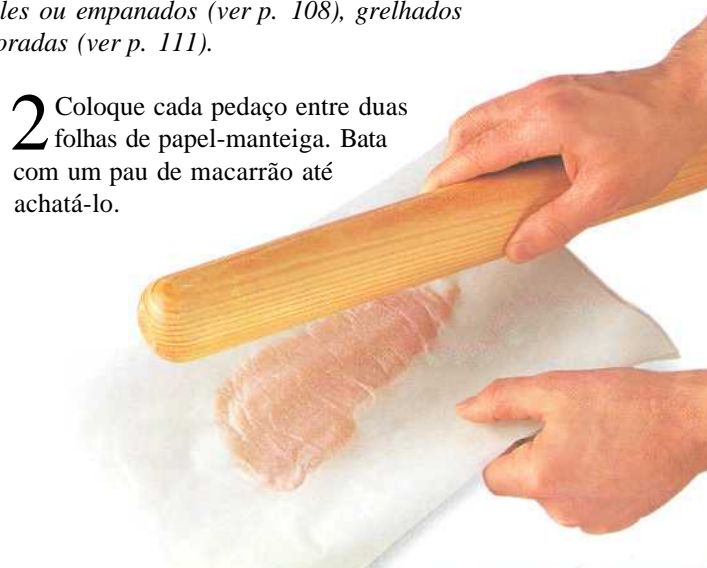 les ou empanados (ver p. 108), grelhados
oradas (ver p. 111).
2 Coloque cada pedaço entre duas
folhas de papel-manteiga. Bata
com um pau de macarrão até
achatá-lo.